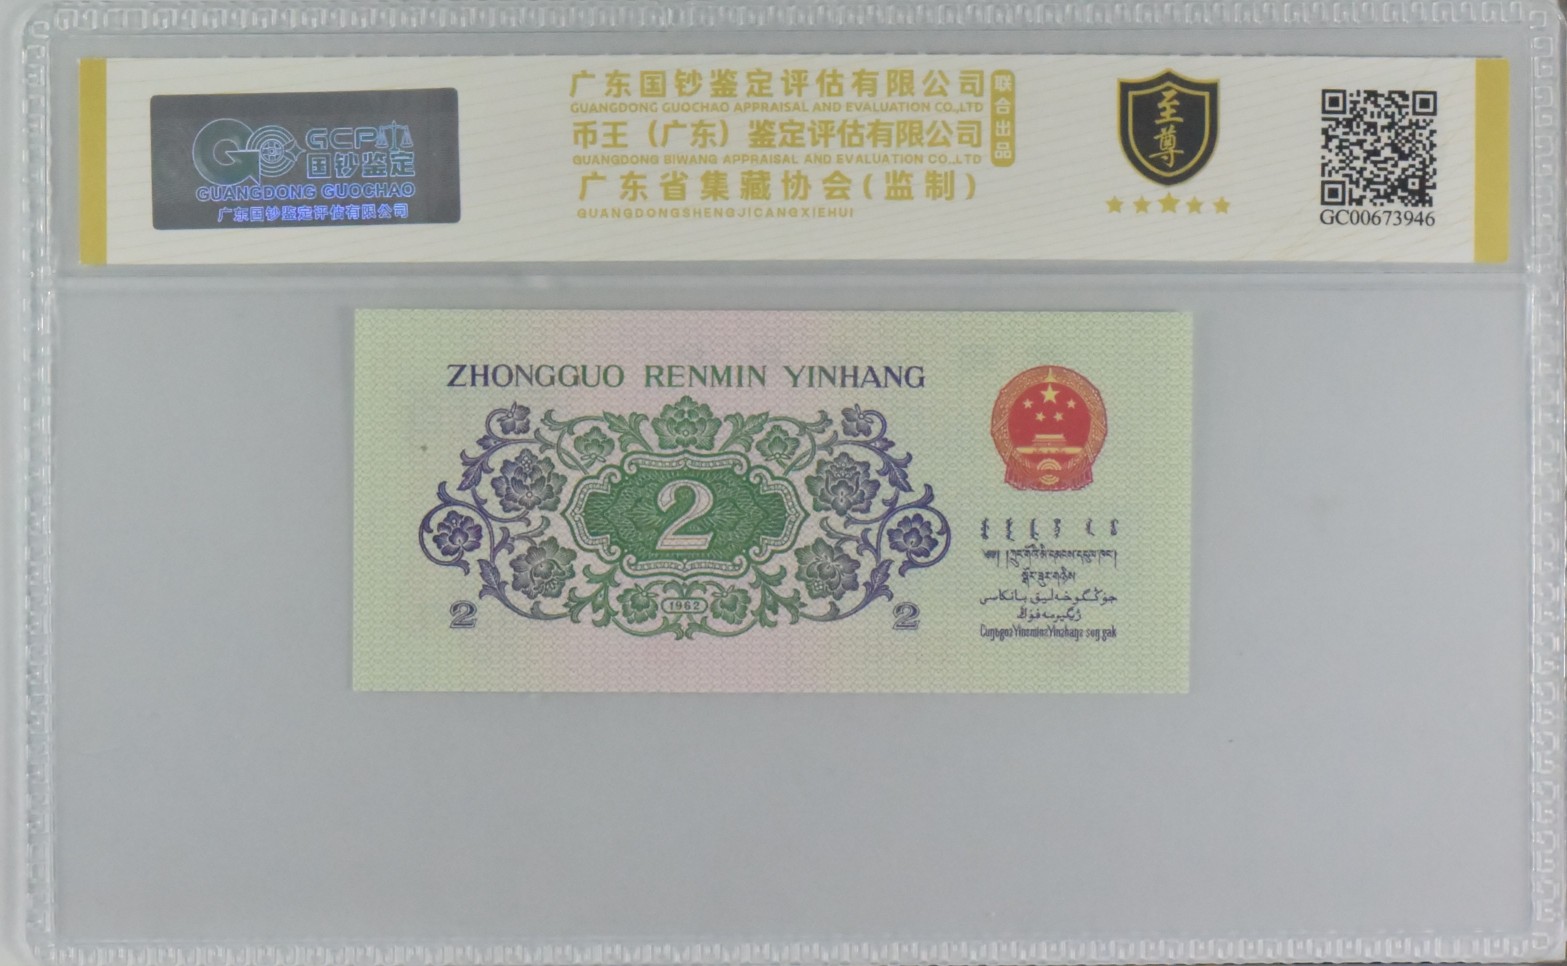 GCP
国钞鉴定
GUANGDONG GUOCHAO
广东国钞鉴定评估有限公司
广东国钞鉴定评估有限公司
GUANGDONG GUOCHAO APPRAISAL AND EVALUATION CO.,LTD
币王（广东）鉴定评估有限公司
GUANGDONG BIWANG APPRAISAL AND EVALUATION CO.,LTD
联合出品
广东省集藏协会(监制)
GUANGDONGSHENGJICANGXIEHUI
至尊
GC00673946
ZHONGGUO RENMIN YINHANG
2
1962
2
2
جۇڭگو خەلىق بانكىسى